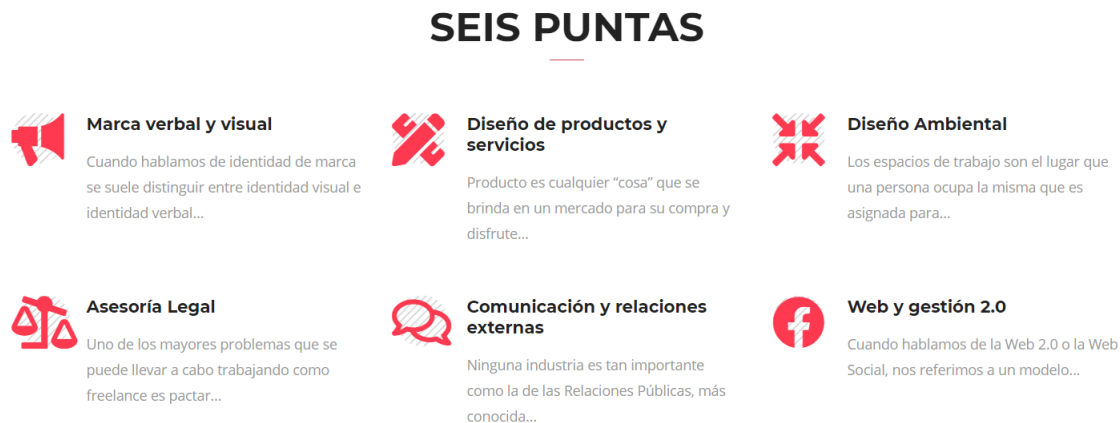 SEIS PUNTAS
Marca verbal y visual
Cuando hablamos de identidad de marca
se suele distinguir entre identidad visual e
identidad verbal...
Diseño de productos y
servicios
Producto es cualquier “cosa” que se
brinda en un mercado para su compra y
disfrute...
Diseño Ambiental
Los espacios de trabajo son el lugar que
una persona ocupa la misma que es
asignada para...
Asesoría Legal
Uno de los mayores problemas que se
puede llevar a cabo trabajando como
freelance es pactar...
Comunicación y relaciones
externas
Ninguna industria es tan importante
como la de las Relaciones Públicas, más
conocida...
Web y gestión 2.0
Cuando hablamos de la Web 2.0 o la Web
Social, nos referimos a un modelo...